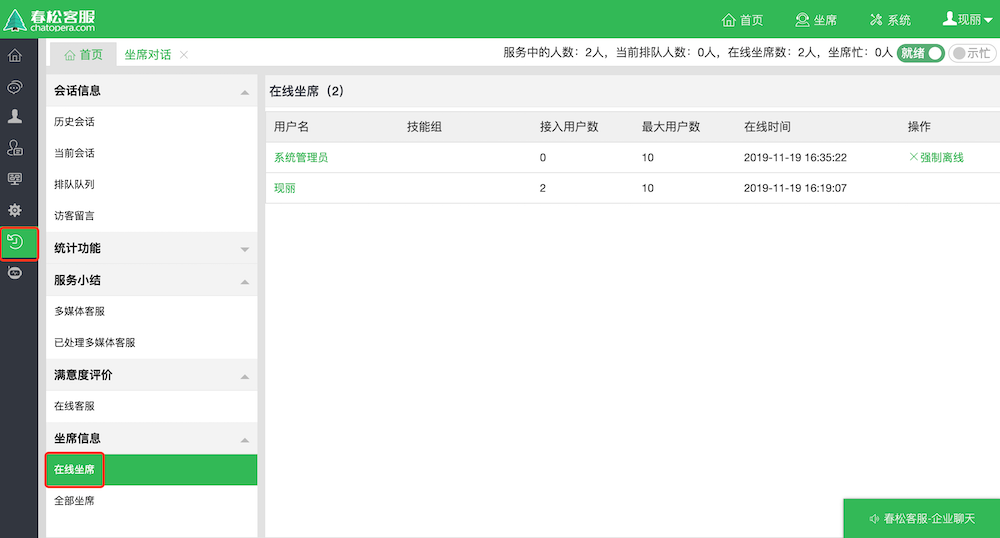 春松客服
chatopera.com
首页 坐席 系统 现丽
首页 坐席对话
服务中的人数：2人，当前排队人数：0人，在线坐席数：2人，坐席忙：0人 就绪 示忙
会话信息
历史会话
当前会话
排队队列
访客留言
统计功能
服务小结
多媒体客服
已处理多媒体客服
满意度评价
在线客服
坐席信息
在线坐席
全部坐席
在线坐席（2）
用户名 技能组 接入用户数 最大用户数 在线时间 操作
系统管理员 0 10 2019-11-19 16:35:22 强制离线
现丽 2 10 2019-11-19 16:19:07
春松客服-企业聊天